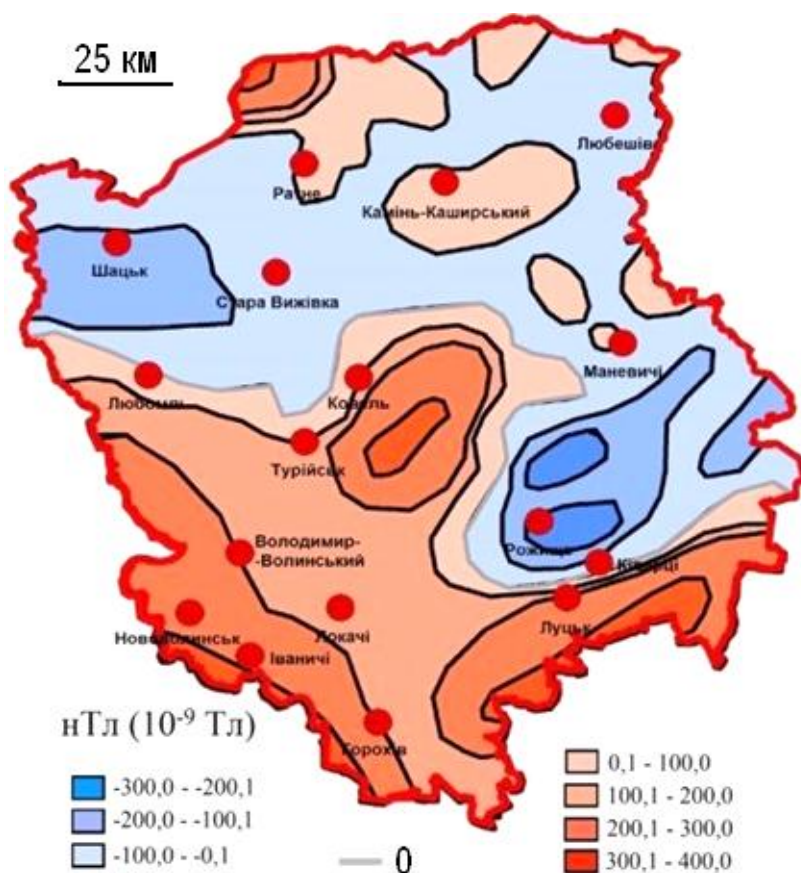 25 км
Любешів
Ратне
Камінь-Каширський
Шацьк
Стара Вижівка
Маневичі
Любомль
Ковель
Турійськ
Володимир-
-Волинський
Рожище
Ківерці
Нововолинськ
Локачі
Луцьк
Іваничі
Горохів
нТл (10⁻⁹ Тл)
-300,0 - -200,1
-200,0 - -100,1
-100,0 - -0,1
0
0,1 - 100,0
100,1 - 200,0
200,1 - 300,0
300,1 - 400,0